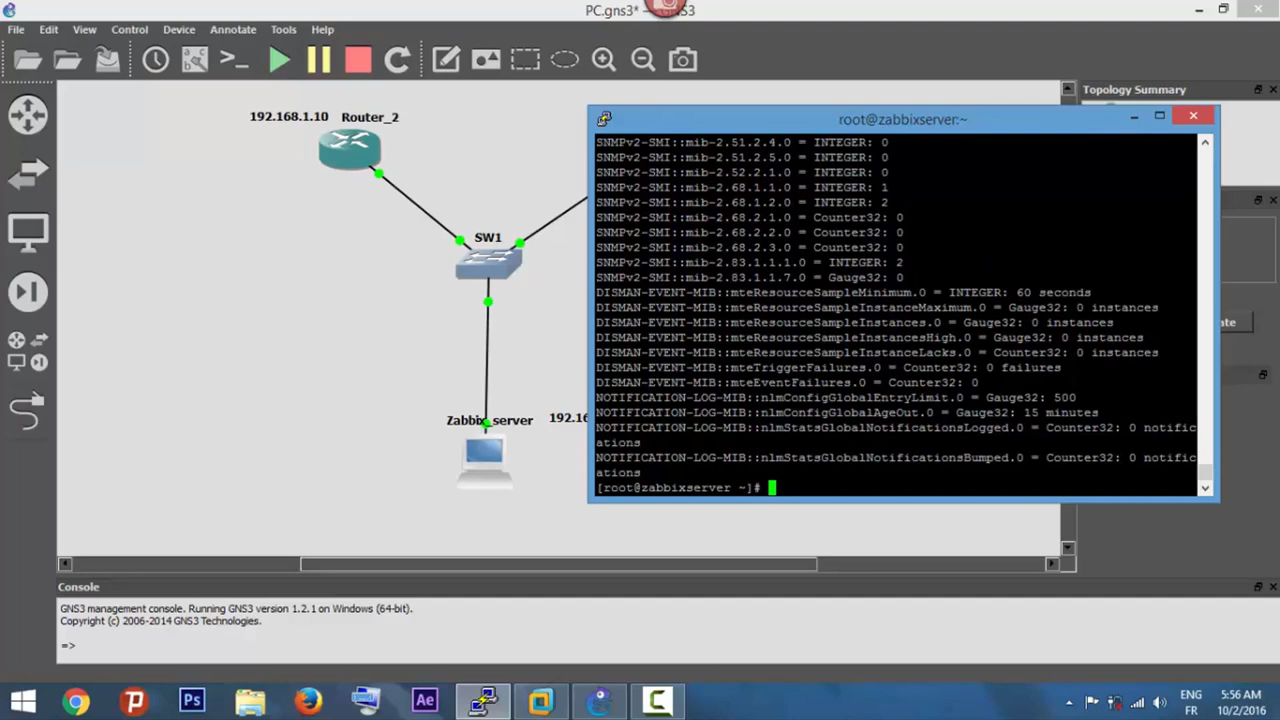 PC.gns3* — GNS3
File Edit View Control Device Annotate Tools Help
Topology Summary
192.168.1.10 Router_2
SW1
Zabbix_server 192.16
root@zabbixserver:~
SNMPv2-SMI::mib-2.51.2.4.0 = INTEGER: 0
SNMPv2-SMI::mib-2.51.2.5.0 = INTEGER: 0
SNMPv2-SMI::mib-2.52.2.1.0 = INTEGER: 0
SNMPv2-SMI::mib-2.68.1.1.0 = INTEGER: 1
SNMPv2-SMI::mib-2.68.1.2.0 = INTEGER: 2
SNMPv2-SMI::mib-2.68.2.1.0 = Counter32: 0
SNMPv2-SMI::mib-2.68.2.2.0 = Counter32: 0
SNMPv2-SMI::mib-2.68.2.3.0 = Counter32: 0
SNMPv2-SMI::mib-2.83.1.1.1.0 = INTEGER: 2
SNMPv2-SMI::mib-2.83.1.1.7.0 = Gauge32: 0
DISMAN-EVENT-MIB::mteResourceSampleMinimum.0 = INTEGER: 60 seconds
DISMAN-EVENT-MIB::mteResourceSampleInstanceMaximum.0 = Gauge32: 0 instances
DISMAN-EVENT-MIB::mteResourceSampleInstances.0 = Gauge32: 0 instances
DISMAN-EVENT-MIB::mteResourceSampleInstancesHigh.0 = Gauge32: 0 instances
DISMAN-EVENT-MIB::mteResourceSampleInstanceLacks.0 = Counter32: 0 instances
DISMAN-EVENT-MIB::mteTriggerFailures.0 = Counter32: 0 failures
DISMAN-EVENT-MIB::mteEventFailures.0 = Counter32: 0
NOTIFICATION-LOG-MIB::nlmConfigGlobalEntryLimit.0 = Gauge32: 500
NOTIFICATION-LOG-MIB::nlmConfigGlobalAgeOut.0 = Gauge32: 15 minutes
NOTIFICATION-LOG-MIB::nlmStatsGlobalNotificationsLogged.0 = Counter32: 0 notific
ations
NOTIFICATION-LOG-MIB::nlmStatsGlobalNotificationsBumped.0 = Counter32: 0 notific
ations
[root@zabbixserver ~]#
ate
Console
GNS3 management console. Running GNS3 version 1.2.1 on Windows (64-bit).
Copyright (c) 2006-2014 GNS3 Technologies.
=>
Ps
Ae
ENG
FR
5:56 AM
10/2/2016